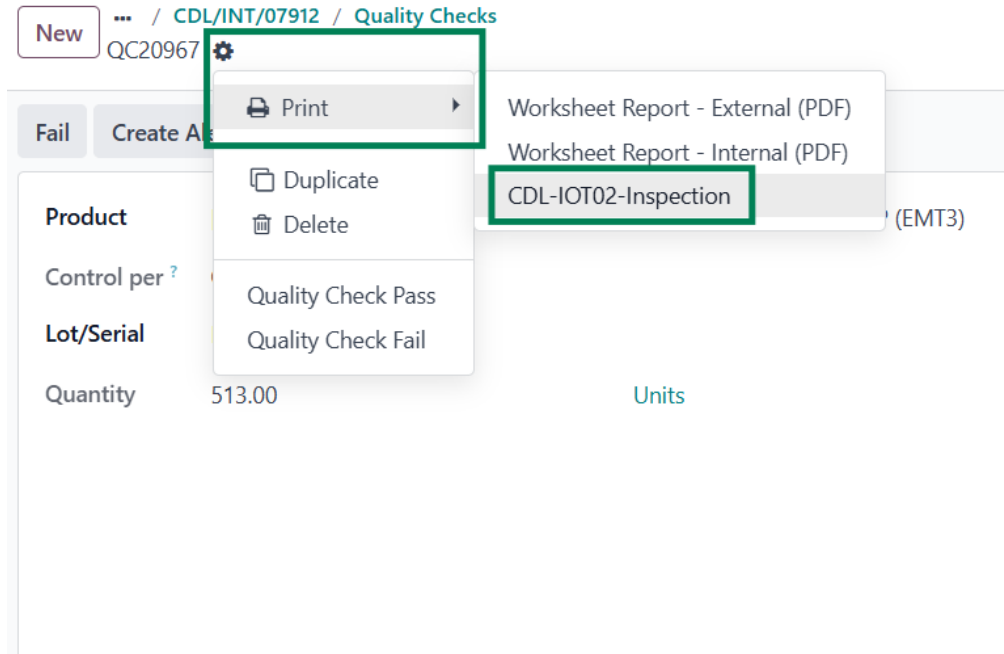 New
... / CDL/INT/07912 / Quality Checks
QC20967
Print
Worksheet Report - External (PDF)
Worksheet Report - Internal (PDF)
CDL-IOT02-Inspection
Fail
Create
Duplicate
Delete
Product
(EMT3)
Control per ?
Quality Check Pass
Quality Check Fail
Lot/Serial
Quantity
513.00
Units